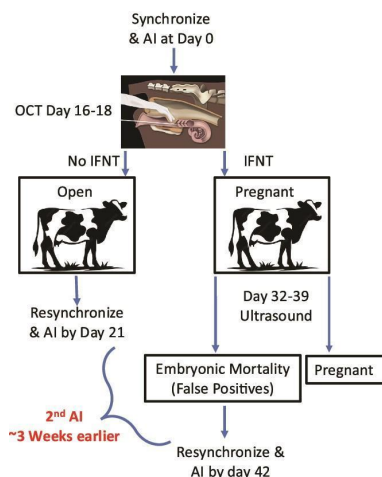 Synchronize
& AI at Day 0
OCT Day 16-18
No IFNT
IFNT
Open
Pregnant
Resynchronize
& AI by Day 21
Day 32-39
Ultrasound
Embryonic Mortality
(False Positives)
Pregnant
2nd AI
~3 Weeks earlier
Resynchronize &
AI by day 42